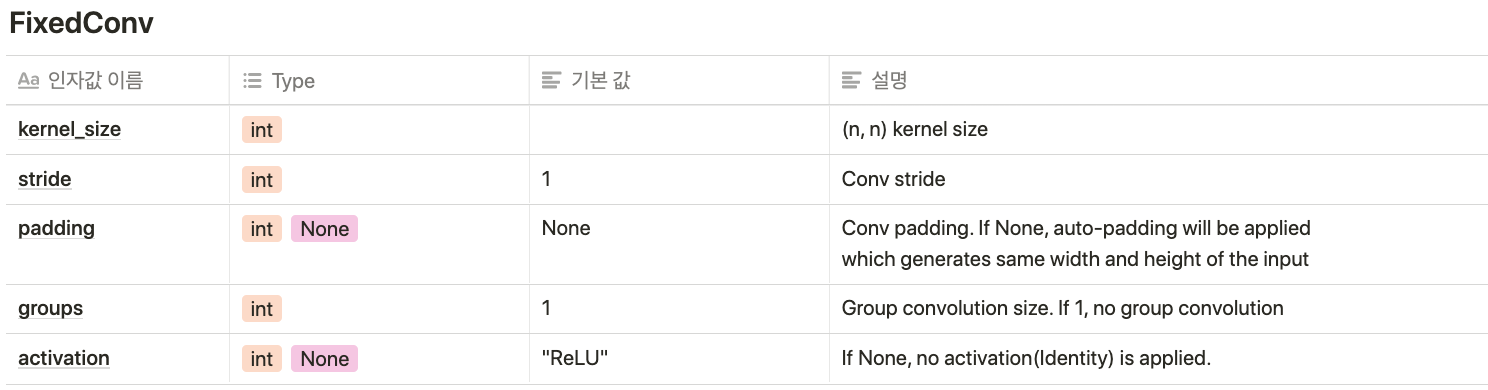 FixedConv
Aa 인자값 이름 Type 기본 값 설명
kernel_size int (n, n) kernel size
stride int 1 Conv stride
padding int None None Conv padding. If None, auto-padding will be applied
which generates same width and height of the input
groups int 1 Group convolution size. If 1, no group convolution
activation int None "ReLU" If None, no activation(Identity) is applied.